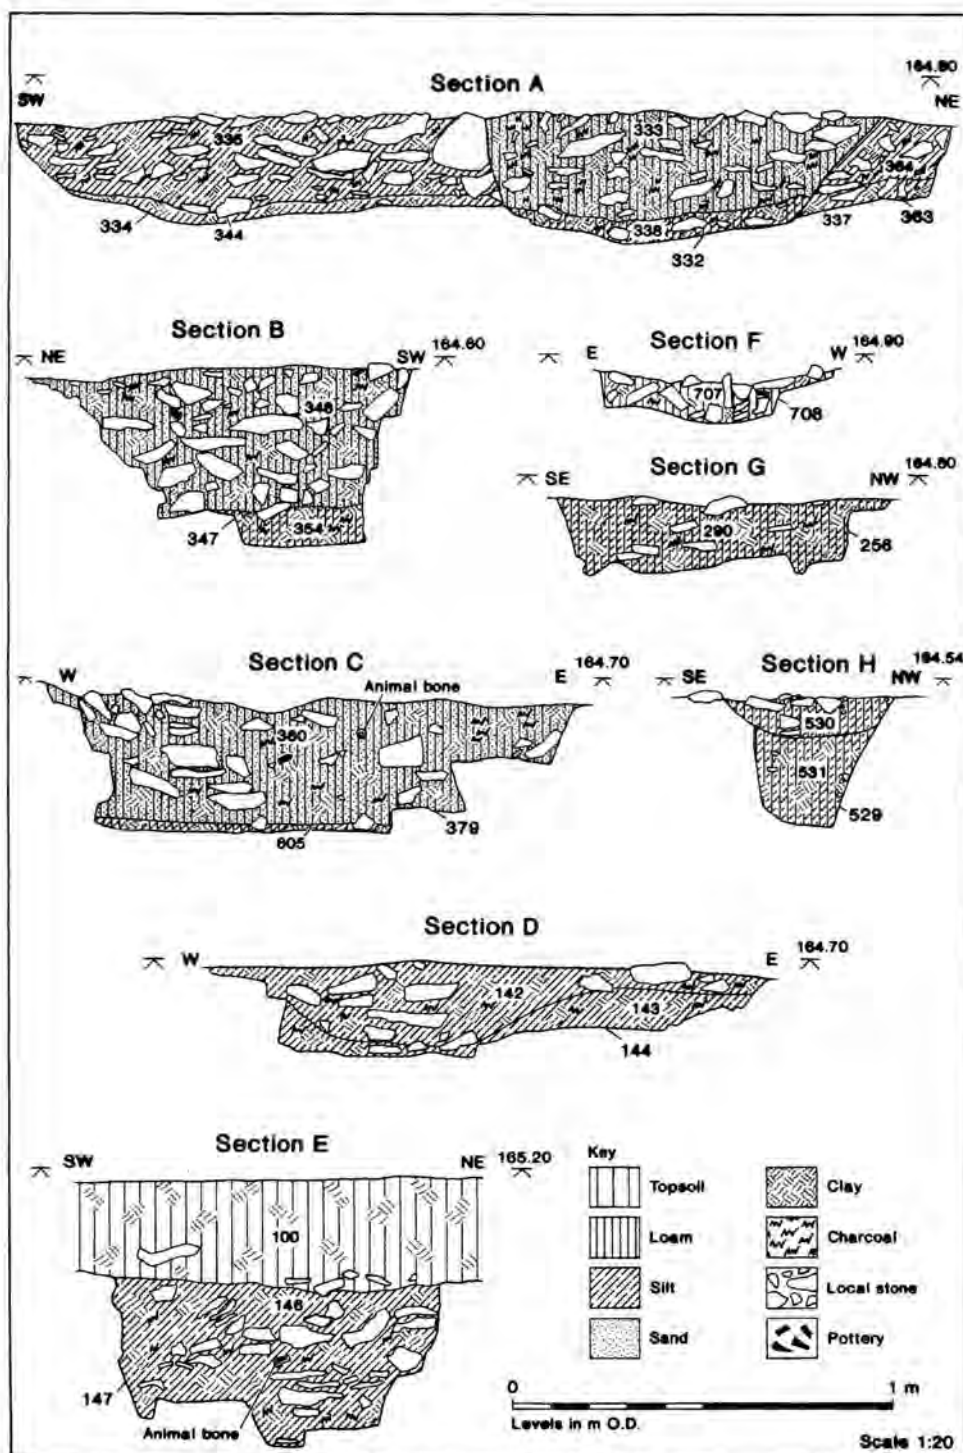 Section A
SW
164.80
NE
335
333
364
334
344
338
332
337
363
Section B
NE
SW
164.60
348
347
354
Section F
E
W
164.90
707
708
Section G
SE
NW
290
256
Section C
W
E
164.70
Animal bone
380
605
379
Section H
SE
NW
164.54
530
531
529
Section D
W
E
164.70
142
143
144
Section E
SW
NE
165.20
100
146
147
Animal bone
Key
Topsoil
Loam
Silt
Sand
Clay
Charcoal
Local stone
Pottery
0
1 m
Levels in m O.D.
Scale 1:20